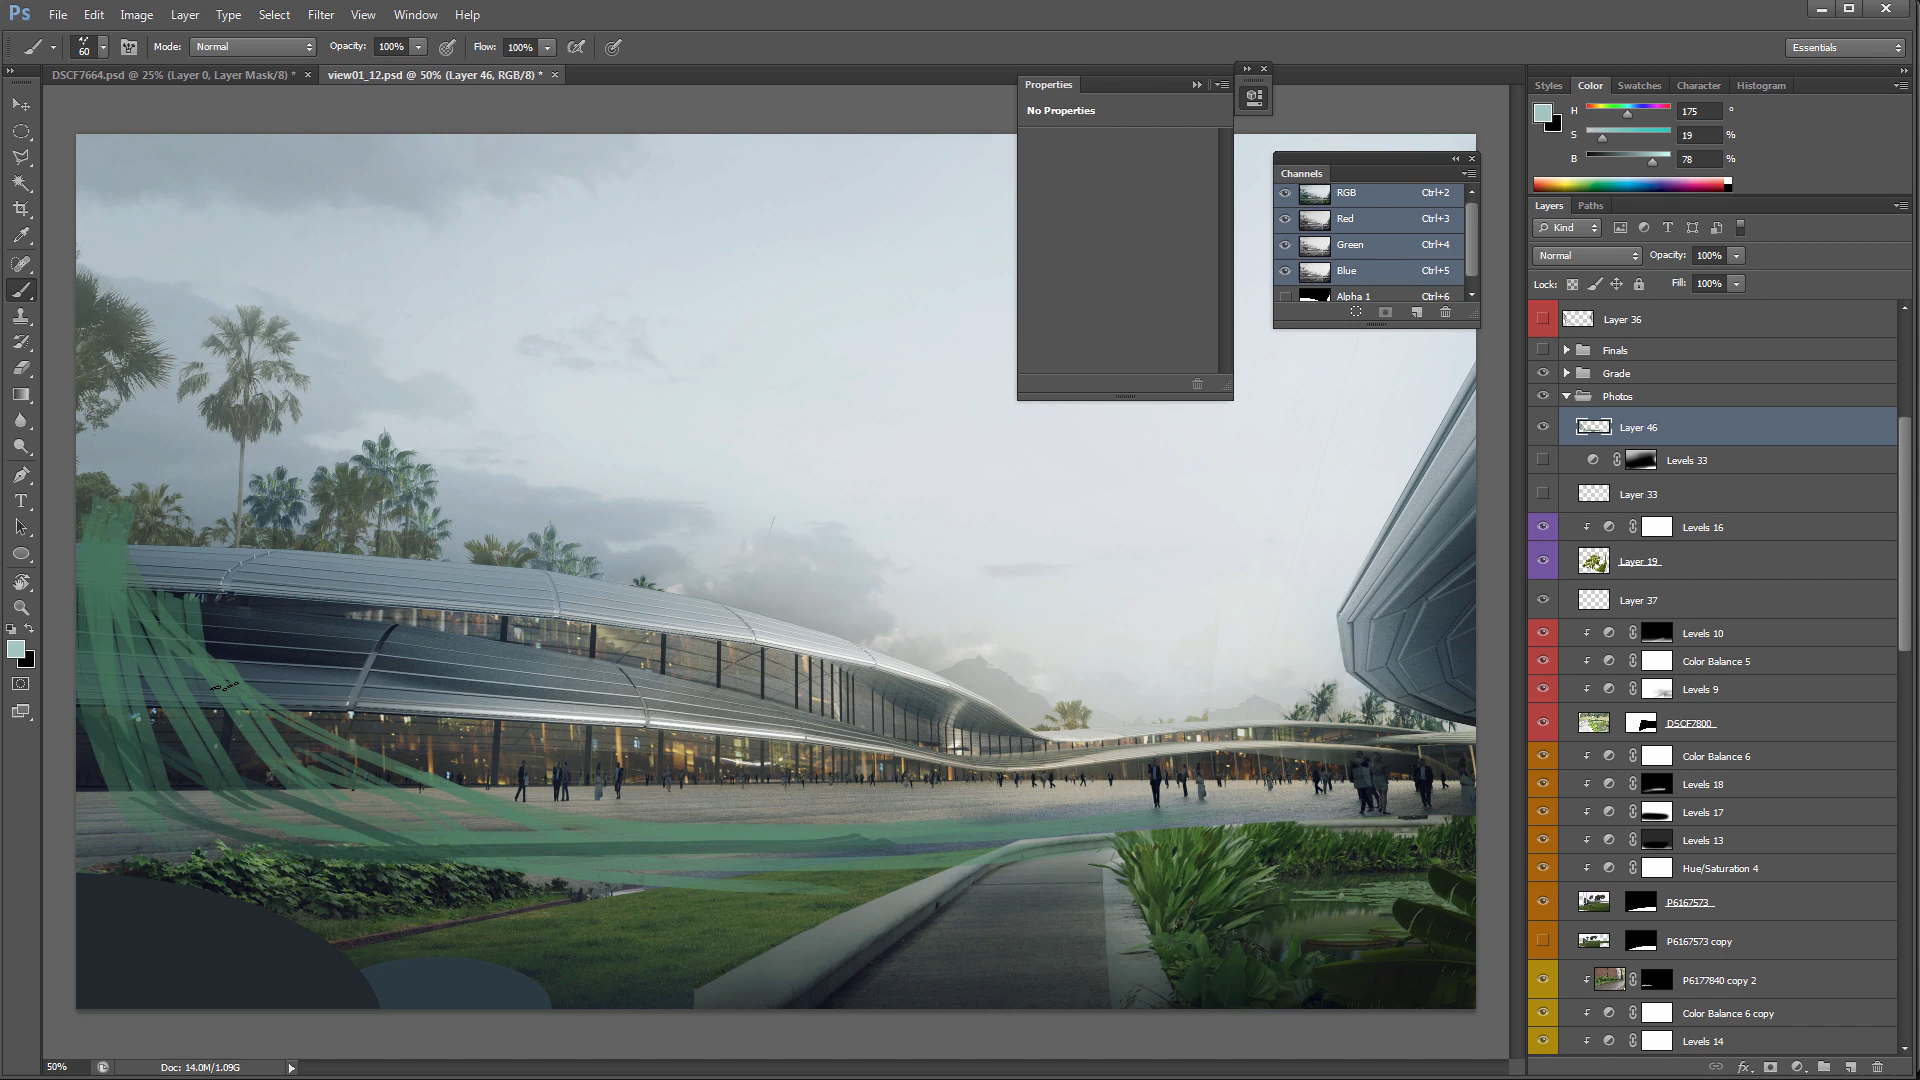 Ps File Edit Image Layer Type Select Filter View Window Help
60 Mode: Normal Opacity: 100% Flow: 100% Essentials
DSCF7664.psd @ 25% (Layer 0, Layer Mask/8) * × view01_12.psd @ 50% (Layer 46, RGB/8) * ×
Properties
No Properties
Channels
RGB Ctrl+2
Red Ctrl+3
Green Ctrl+4
Blue Ctrl+5
Alpha 1 Ctrl+6
Styles Color Swatches Character Histogram
H 175 °
S 19 %
B 78 %
Layers Paths
Kind
Normal Opacity: 100%
Lock: Fill: 100%
Layer 36
Finals
Grade
Photos
Layer 46
Levels 33
Layer 33
Levels 16
Layer 19
Layer 37
Levels 10
Color Balance 5
Levels 9
DSCF7800
Color Balance 6
Levels 18
Levels 17
Levels 13
Hue/Saturation 4
P6167573
P6167573 copy
P6177840 copy 2
Color Balance 6 copy
Levels 14
50% Doc: 14.0M/1.09G